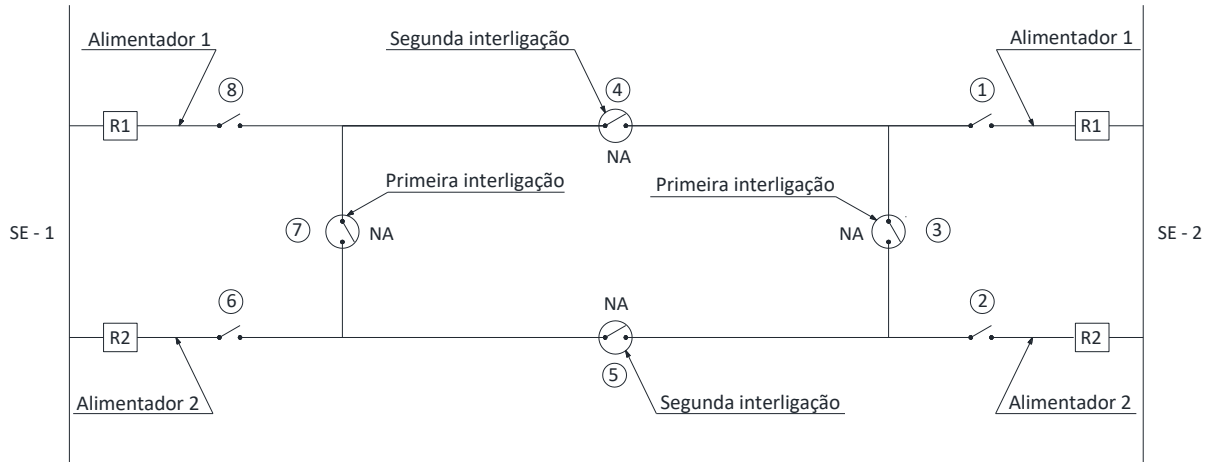 Segunda interligação
Alimentador 1
Alimentador 1
8
4
1
R1
R1
NA
Primeira interligação
Primeira interligação
7
NA
NA
3
SE - 1
SE - 2
6
NA
2
R2
R2
5
Alimentador 2
Segunda interligação
Alimentador 2